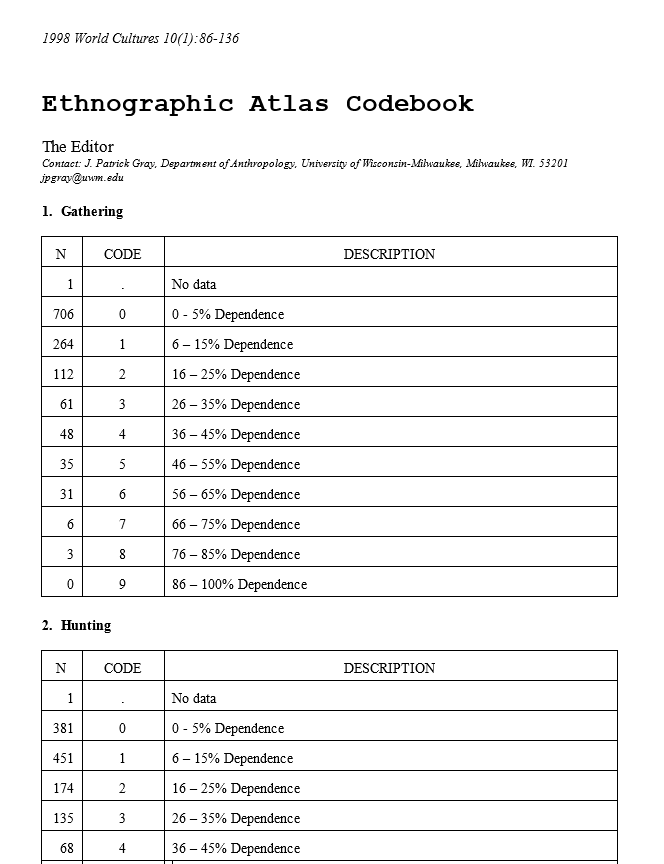 1998 World Cultures 10(1):86-136
Ethnographic Atlas Codebook
The Editor
Contact: J. Patrick Gray, Department of Anthropology, University of Wisconsin-Milwaukee, Milwaukee, WI. 53201
jpgray@uwm.edu
1. Gathering
N CODE DESCRIPTION
1 . No data
706 0 0 - 5% Dependence
264 1 6 – 15% Dependence
112 2 16 – 25% Dependence
61 3 26 – 35% Dependence
48 4 36 – 45% Dependence
35 5 46 – 55% Dependence
31 6 56 – 65% Dependence
6 7 66 – 75% Dependence
3 8 76 – 85% Dependence
0 9 86 – 100% Dependence
2. Hunting
N CODE DESCRIPTION
1 . No data
381 0 0 - 5% Dependence
451 1 6 – 15% Dependence
174 2 16 – 25% Dependence
135 3 26 – 35% Dependence
68 4 36 – 45% Dependence